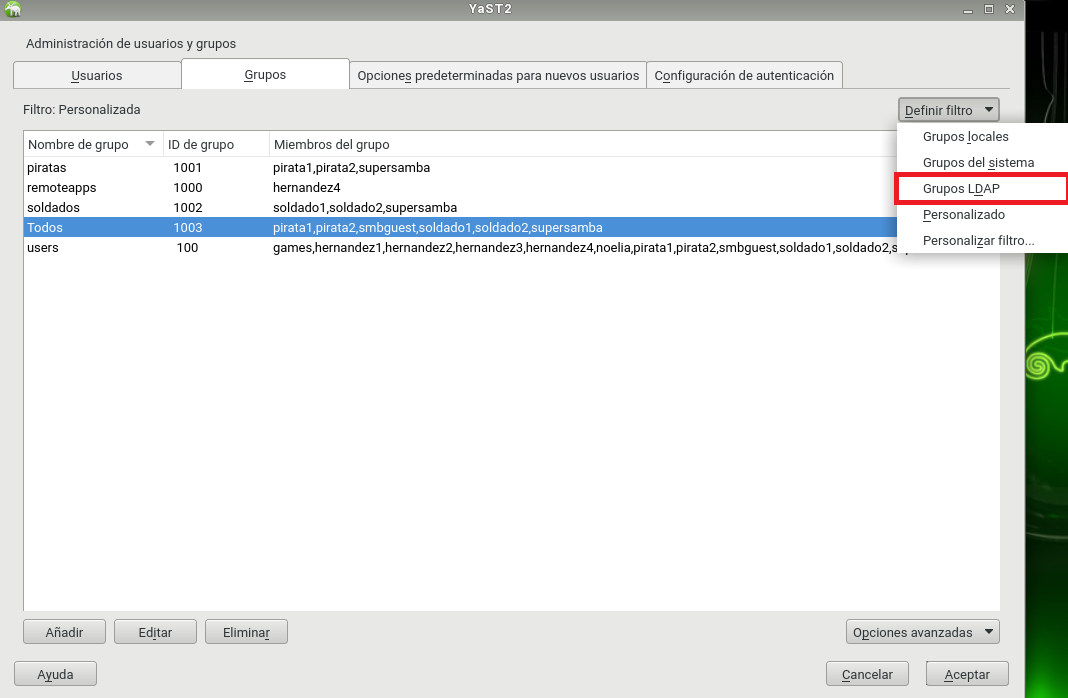 YaST2
Administración de usuarios y grupos
Usuarios Grupos Opciones predeterminadas para nuevos usuarios Configuración de autenticación
Filtro: Personalizada Definir filtro
Grupos locales
Grupos del sistema
Grupos LDAP
Personalizado
Personalizar filtro...
Nombre de grupo ID de grupo Miembros del grupo
piratas 1001 pirata1,pirata2,supersamba
remoteapps 1000 hernandez4
soldados 1002 soldado1,soldado2,supersamba
Todos 1003 pirata1,pirata2,smbguest,soldado1,soldado2,supersamba
users 100 games,hernandez1,hernandez2,hernandez3,hernandez4,noelia,pirata1,pirata2,smbguest,soldado1,soldado2,
Añadir Editar Eliminar Opciones avanzadas
Ayuda Cancelar Aceptar